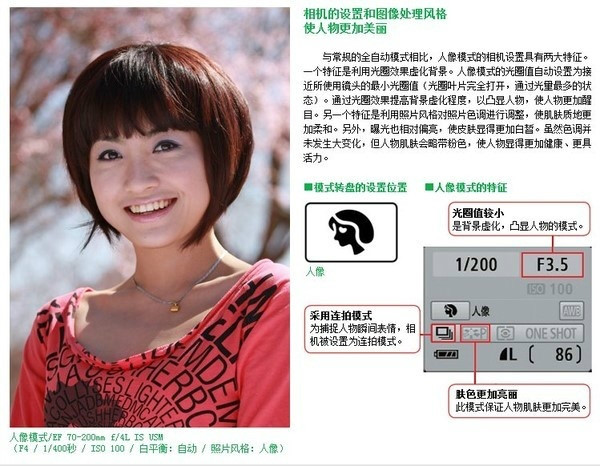 相机的设置和图像处理风格
使人物更加美丽
与常规的全自动模式相比，人像模式的相机设置具有两大特征。
一个特征是利用光圈效果虚化背景。人像模式的光圈值自动设置为接
近所使用镜头的最小光圈值（光圈叶片完全打开，通过光量最多的状
态）。通过光圈效果提高背景虚化程度，以凸显人物，使人物更加醒
目。另一个特征是利用照片风格对照片色调进行调整，使肌肤质地更
加柔和。另外，曝光也相对偏亮，使皮肤显得更加白皙。虽然色调并
未发生大变化，但人物肌肤会略带粉色，使人物显得更加健康、更具
活力。
■模式转盘的设置位置
人像
■人像模式的特征
光圈值较小
是背景虚化，凸显人物的模式。
1/200 F3.5
ISO 100
人像 AWB
ONE SHOT
L ( 86 )
采用连拍模式
为捕捉人物瞬间表情，相
机被设置为连拍模式。
肤色更加亮丽
此模式保证人物肌肤更加完美。
人像模式/EF 70-200mm f/4L IS USM
（F4 / 1/400秒 / ISO 100 / 白平衡：自动 / 照片风格：人像）